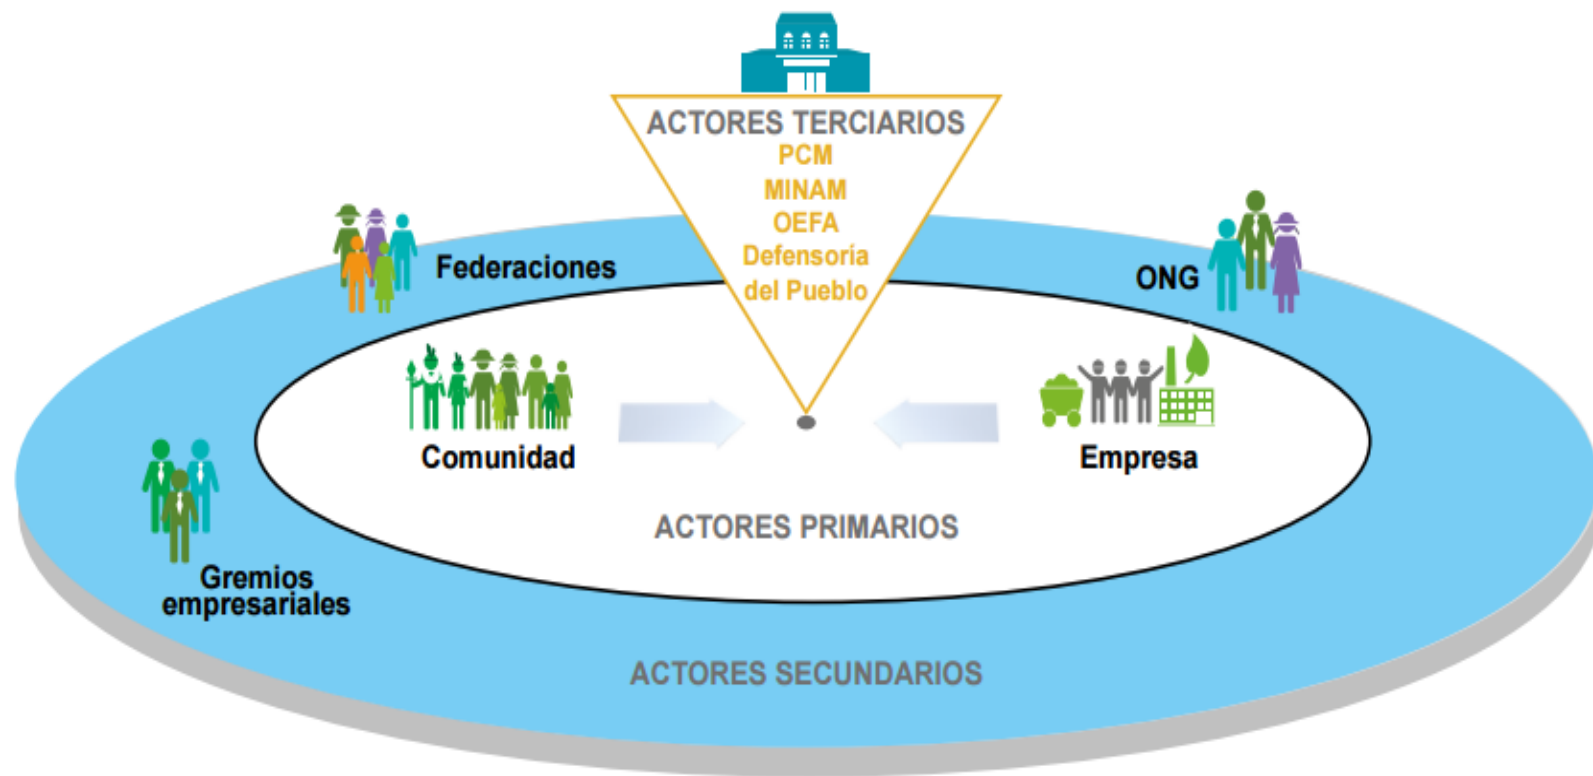 ACTORES TERCIARIOS
PCM
MINAM
OEFA
Defensoría
del Pueblo
Federaciones
ONG
Comunidad
Empresa
ACTORES PRIMARIOS
Gremios
empresariales
ACTORES SECUNDARIOS